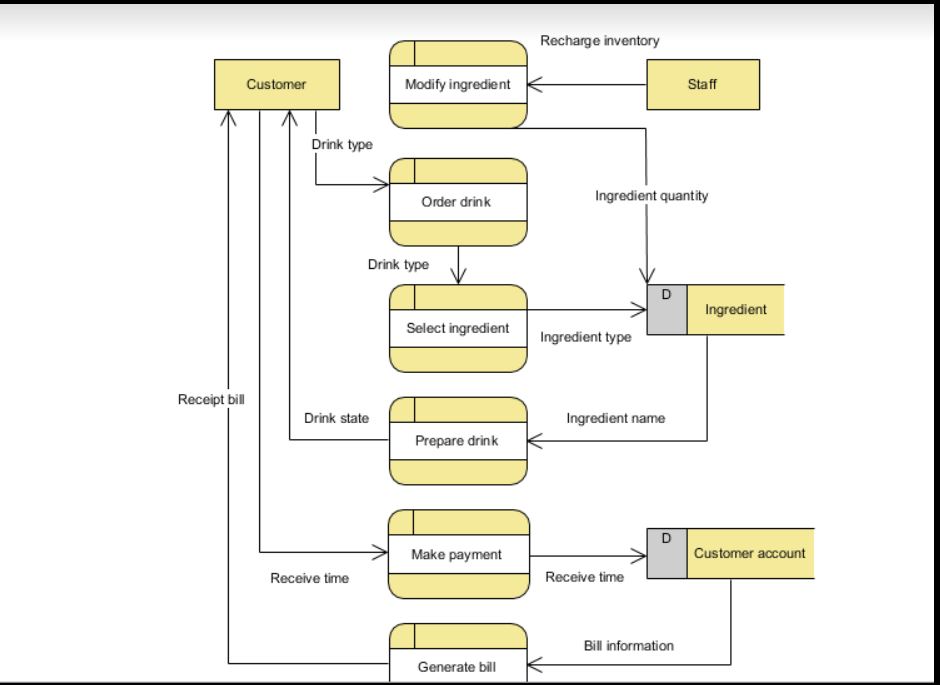 Recharge inventory
Customer
Modify ingredient
Staff
Drink type
Order drink
Ingredient quantity
Drink type
D
Ingredient
Select ingredient
Ingredient type
Receipt bill
Drink state
Ingredient name
Prepare drink
D
Make payment
Customer account
Receive time
Receive time
Bill information
Generate bill